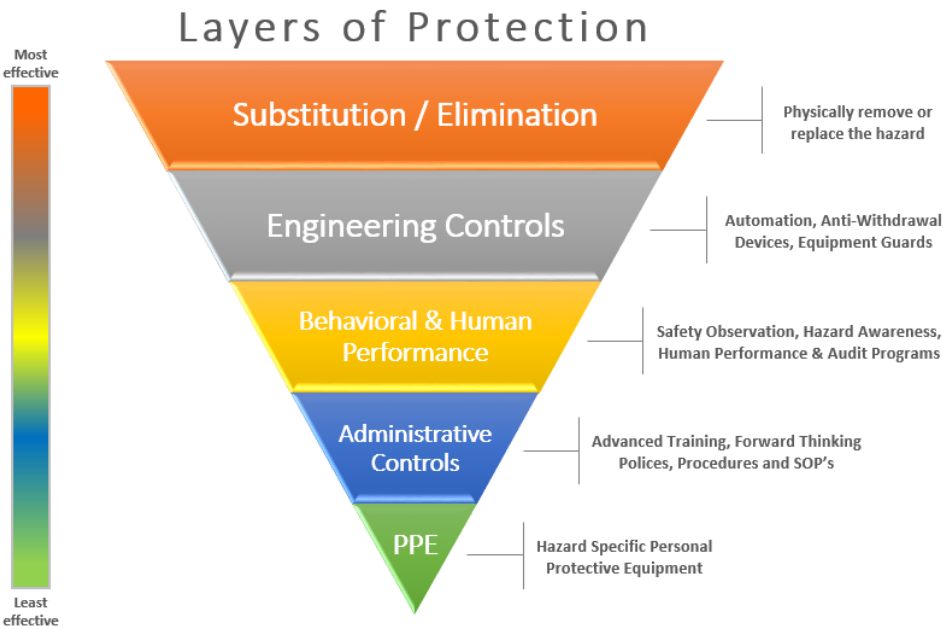 Layers of Protection
Most
effective
Substitution / Elimination
Physically remove or
replace the hazard
Engineering Controls
Automation, Anti-Withdrawal
Devices, Equipment Guards
Behavioral & Human
Performance
Safety Observation, Hazard Awareness,
Human Performance & Audit Programs
Administrative
Controls
Advanced Training, Forward Thinking
Polices, Procedures and SOP's
PPE
Hazard Specific Personal
Protective Equipment
Least
effective